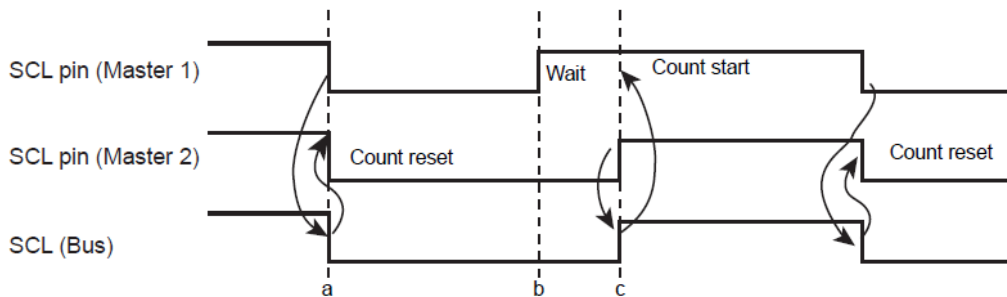 SCL pin (Master 1)
Wait
Count start
SCL pin (Master 2)
Count reset
Count reset
SCL (Bus)
a
b
c